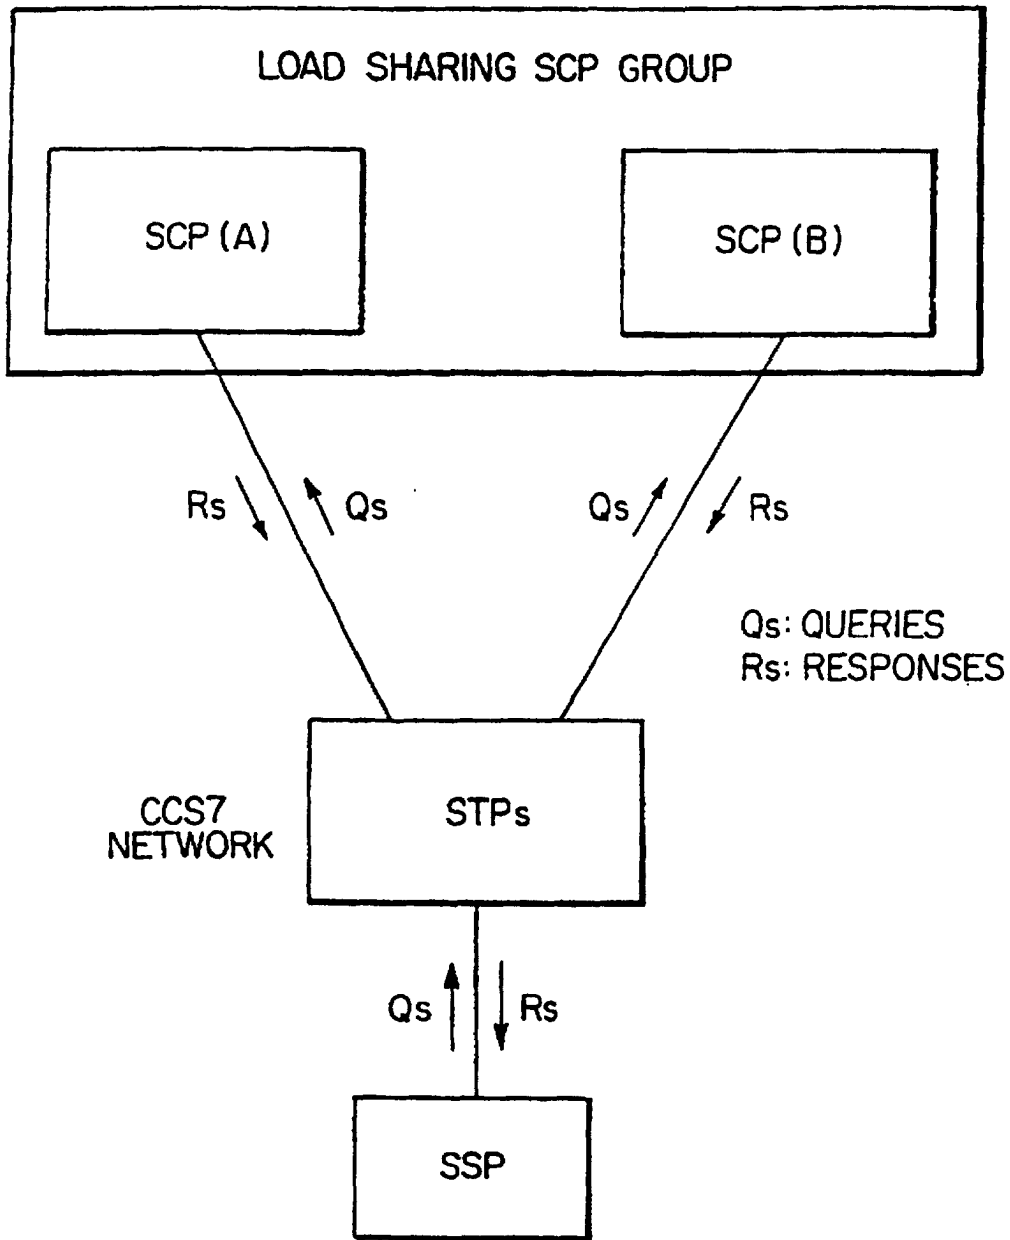 LOAD SHARING SCP GROUP
SCP (A)
SCP (B)
Rs
Qs
Qs
Rs
Qs: QUERIES
Rs: RESPONSES
CCS7
NETWORK
STPs
Qs
Rs
SSP